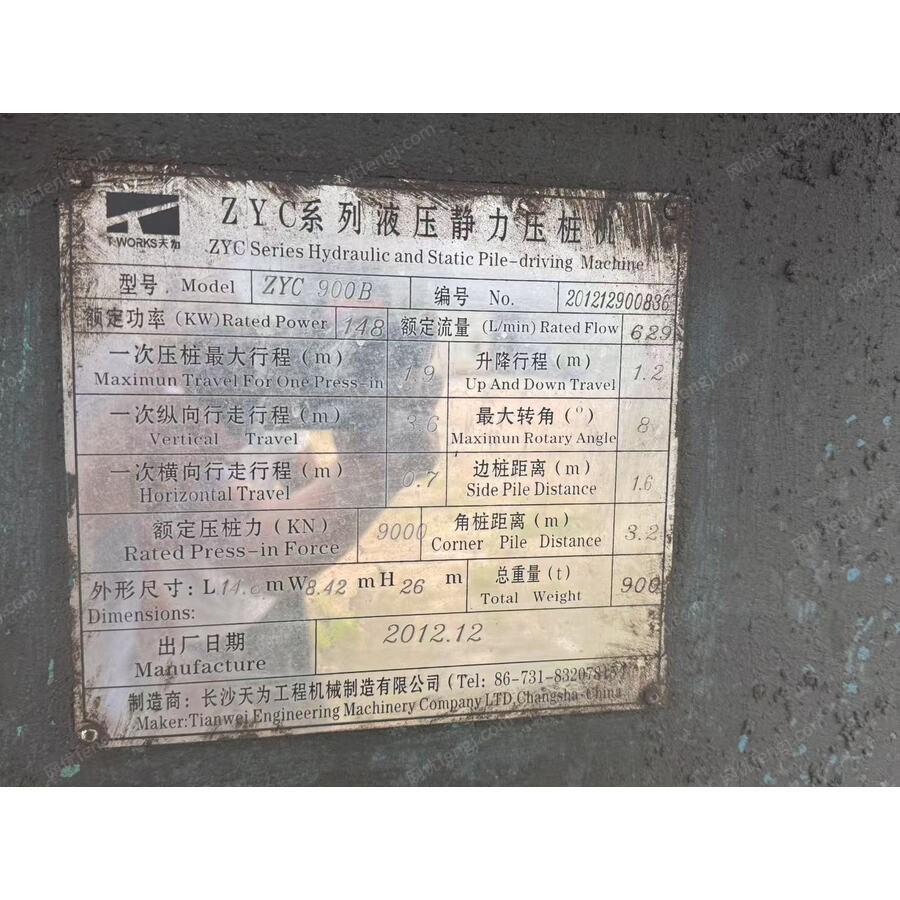 T-WORKS天为
ZYC系列液压静力压桩机
ZYC Series Hydraulic and Static Pile-driving Machine
型号 Model ZYC 900B 编号 No. 201212900836
额定功率 (KW) Rated Power 148 额定流量 (L/min) Rated Flow 629
一次压桩最大行程 (m) 1.9 升降行程 (m) 1.2
Maximun Travel For One Press-in Up And Down Travel
一次纵向行走行程 (m) 3.6 最大转角 (°) 8
Vertical Travel Maximun Rotary Angle
一次横向行走行程 (m) 0.7 边桩距离 (m) 1.6
Horizontal Travel Side Pile Distance
额定压桩力 (KN) 9000 角桩距离 (m) 3.2
Rated Press-in Force Corner Pile Distance
外形尺寸: L m W 8.42 m H 26 m 总重量 (t) 900
Dimensions: Total Weight
出厂日期 2012.12
Manufacture
制造商: 长沙天为工程机械制造有限公司 (Tel: 86-731-
Maker:Tianwei Engineering Machinery Company LTD,Changsha-China